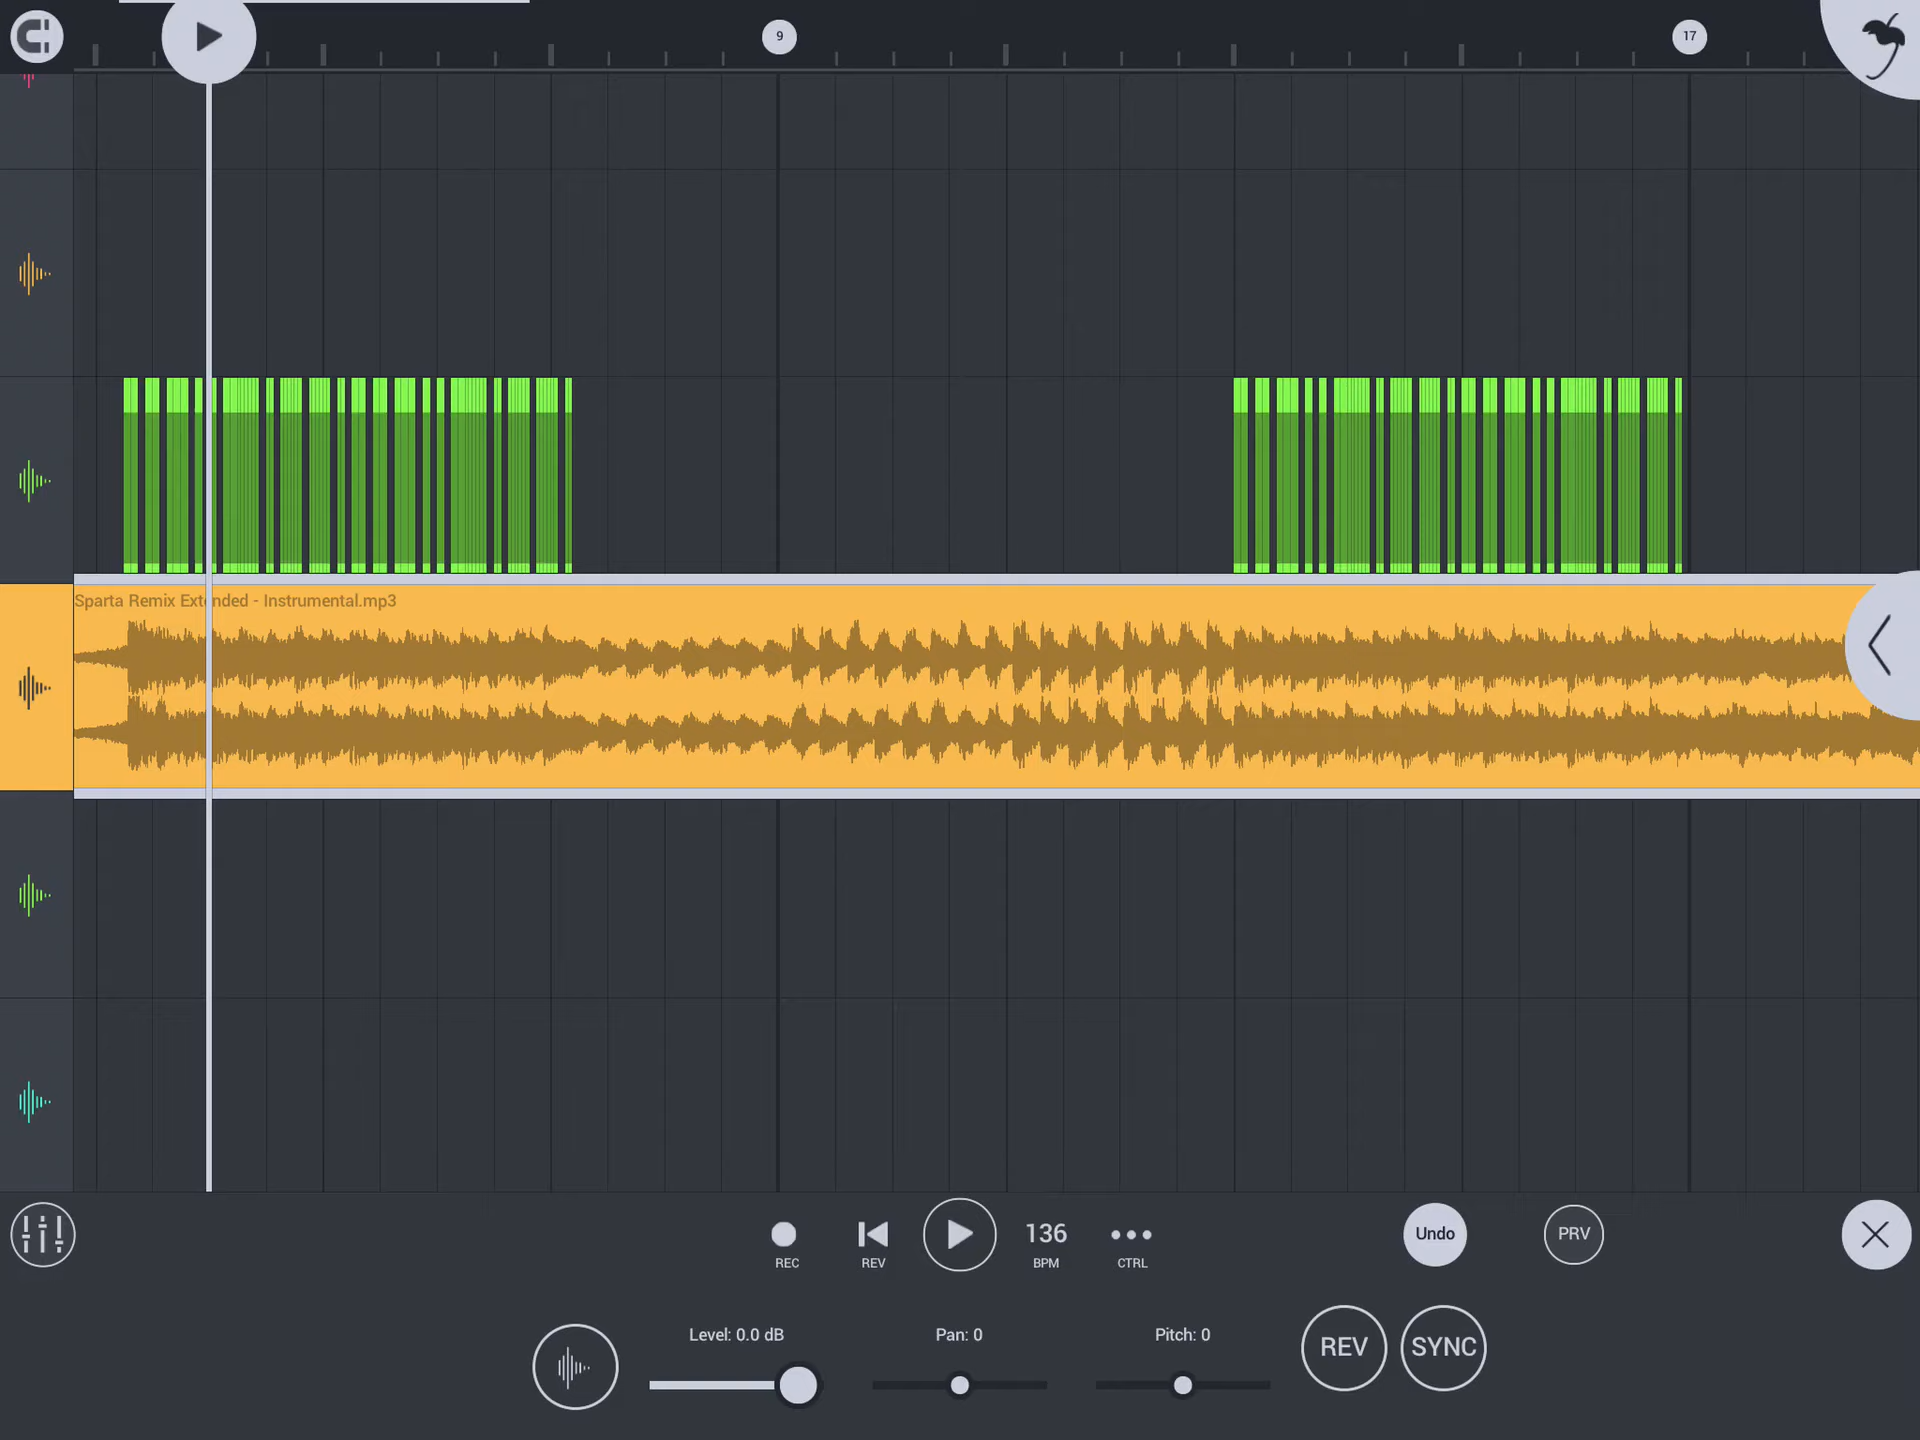 9
17
Sparta Remix Extended - Instrumental.mp3
136
Undo
PRV
REC
REV
BPM
CTRL
Level: 0.0 dB
Pan: 0
Pitch: 0
REV
SYNC